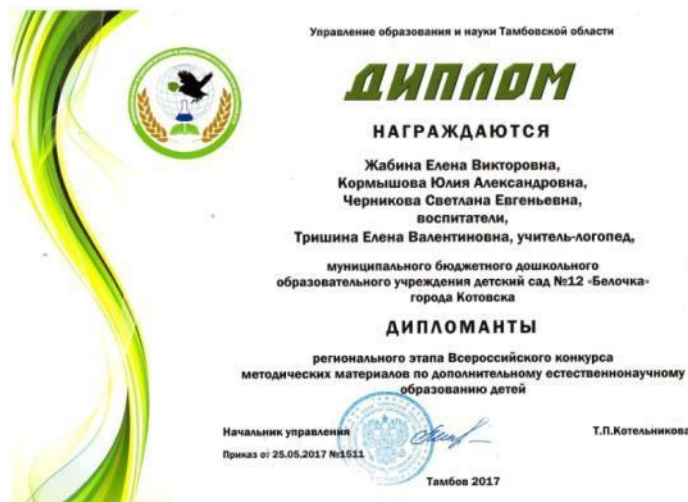 Управление образования и науки Тамбовской области
ДИПЛОМ
НАГРАЖДАЮТСЯ
Жабина Елена Викторовна,
Кормышова Юлия Александровна,
Черникова Светлана Евгеньевна,
воспитатели,
Тришина Елена Валентиновна, учитель-логопед,
муниципального бюджетного дошкольного
образовательного учреждения детский сад №12 «Белочка»
города Котовска
ДИПЛОМАНТЫ
регионального этапа Всероссийского конкурса
методических материалов по дополнительному естественнонаучному
образованию детей
Начальник управления
Т.П.Котельникова
Приказ от 25.05.2017 №1511
Тамбов 2017